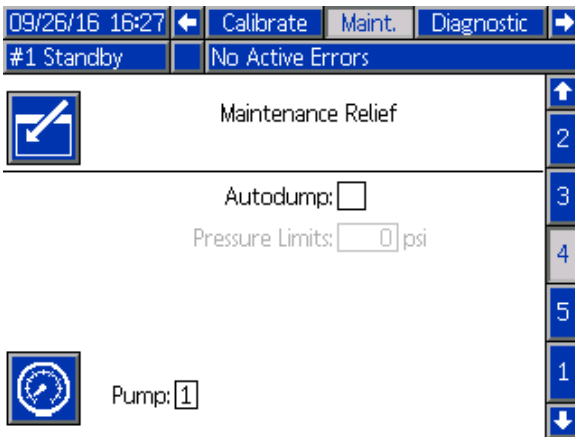 09/26/16 16:27 Calibrate Maint. Diagnostic
#1 Standby No Active Errors
Maintenance Relief
2
Autodump:
3
Pressure Limits: 0 psi
4
5
1
Pump: 1